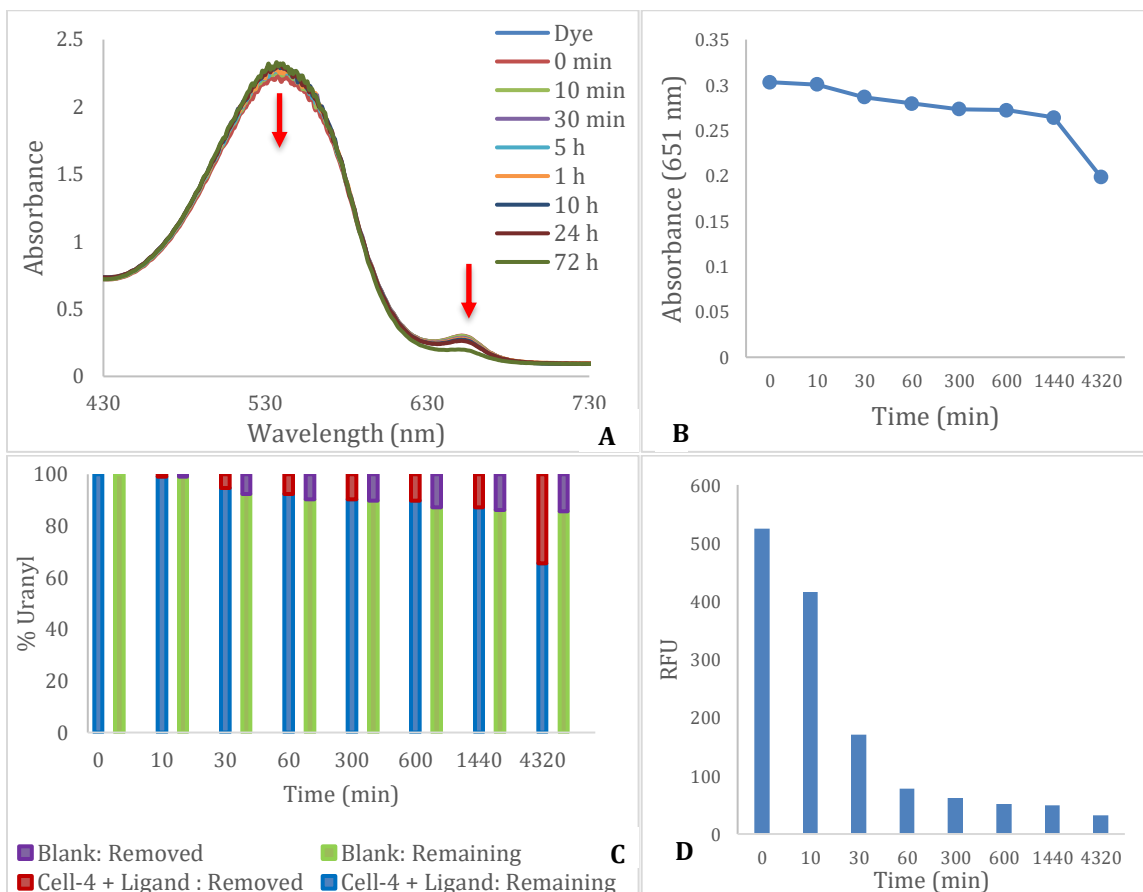 2.5
2
1.5
1
0.5
0
Absorbance
430
530
630
730
Wavelength (nm)
A
Dye
0 min
10 min
30 min
5 h
1 h
10 h
24 h
72 h
0.35
0.3
0.25
0.2
0.15
0.1
0.05
0
Absorbance (651 nm)
0 10 30 60 300 600 1440 4320
Time (min)
B
100
80
60
40
20
0
% Uranyl
0 10 30 60 300 600 1440 4320
Time (min)
Blank: Removed
Blank: Remaining
Cell-4 + Ligand : Removed
Cell-4 + Ligand: Remaining
C
600
500
400
300
200
100
0
RFU
0 10 30 60 300 600 1440 4320
Time (min)
D